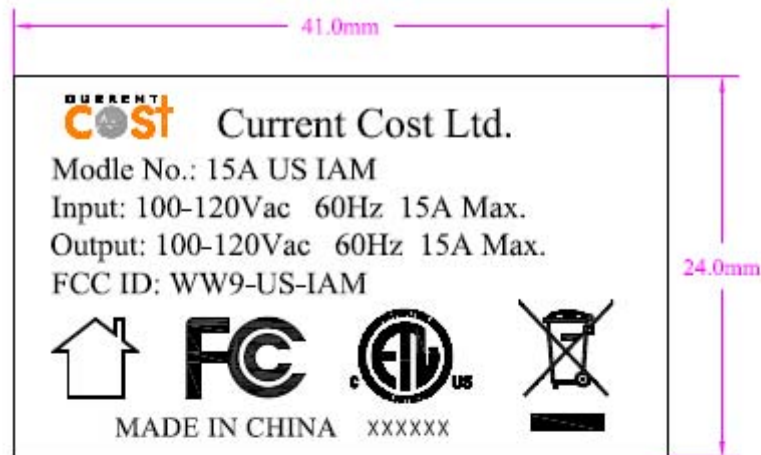 41.0mm
CURRENT
cost Current Cost Ltd.
Modle No.: 15A US IAM
Input: 100-120Vac 60Hz 15A Max.
Output: 100-120Vac 60Hz 15A Max.
24.0mm
FCC ID: WW9-US-IAM
FC C ETL US
MADE IN CHINA XXXXXX